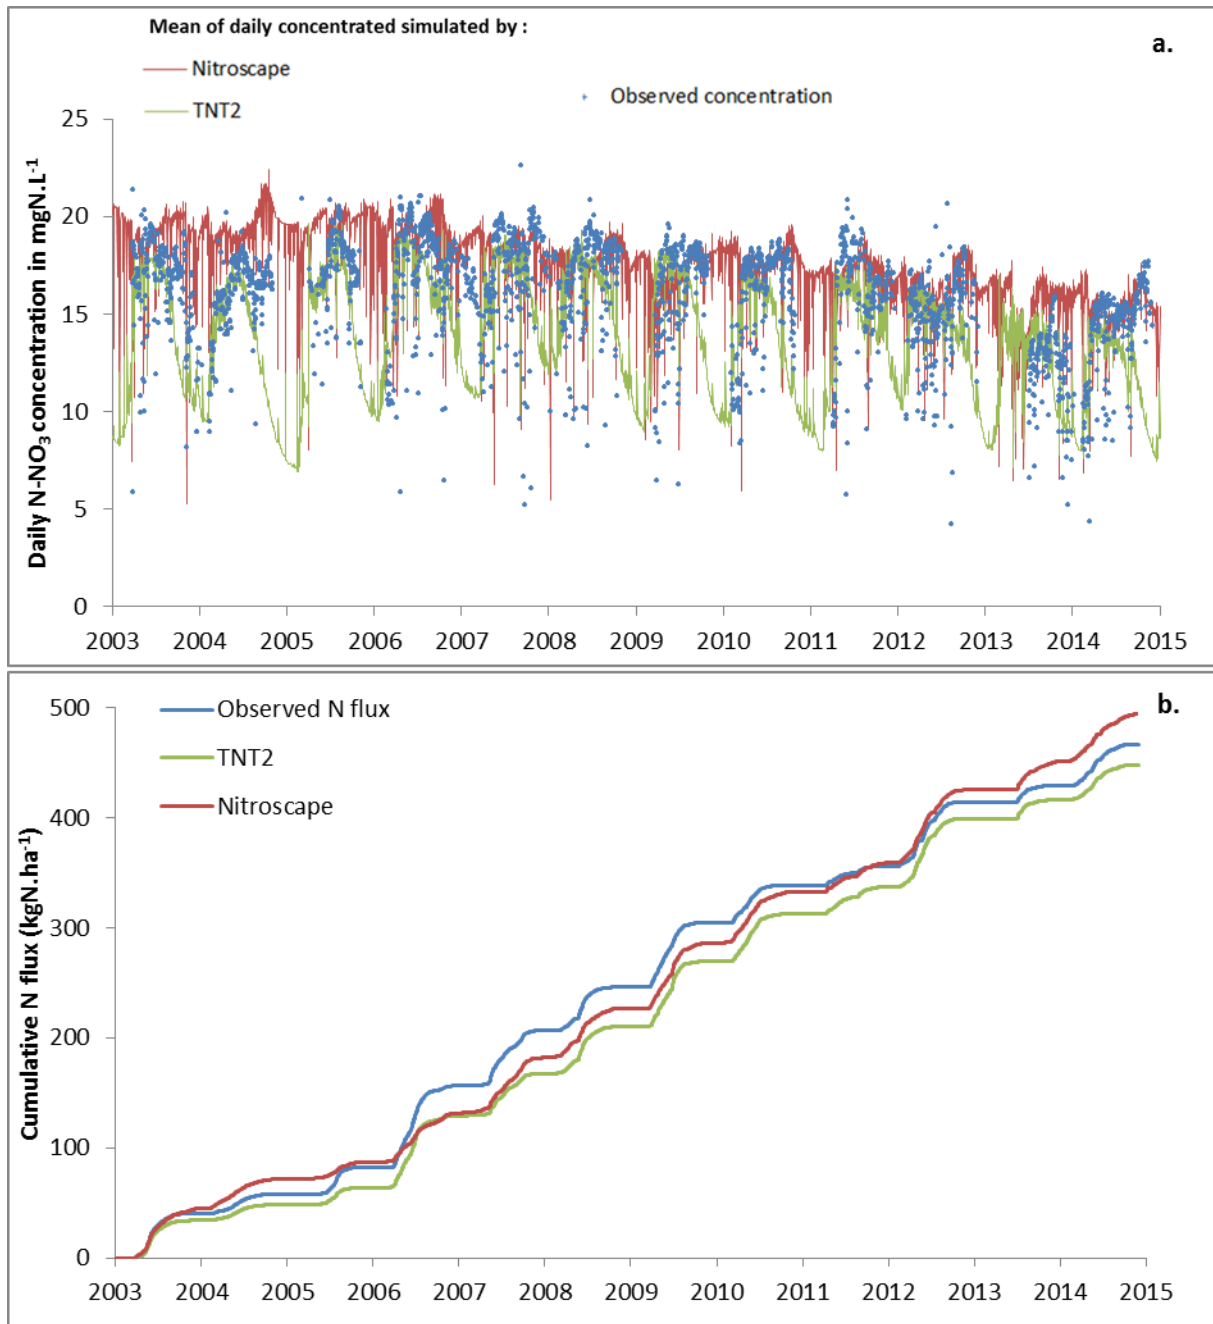 Mean of daily concentrated simulated by :
a.
Nitroscape
TNT2
Observed concentration
Daily N-NO₃ concentration in mgN.L⁻¹
25
20
15
10
5
0
2003 2004 2005 2006 2007 2008 2009 2010 2011 2012 2013 2014 2015
b.
Observed N flux
TNT2
Nitroscape
Cumulative N flux (kgN.ha⁻¹)
500
400
300
200
100
0
2003 2004 2005 2006 2007 2008 2009 2010 2011 2012 2013 2014 2015